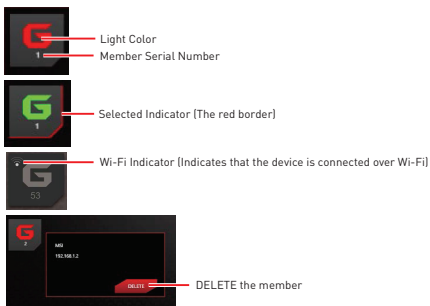 G
Light Color
1
Member Serial Number
G
Selected Indicator (The red border)
1
Wi-Fi Indicator (Indicates that the device is connected over Wi-Fi)
G
53
G
2
MSI
192.168.1.2
DELETE
DELETE the member